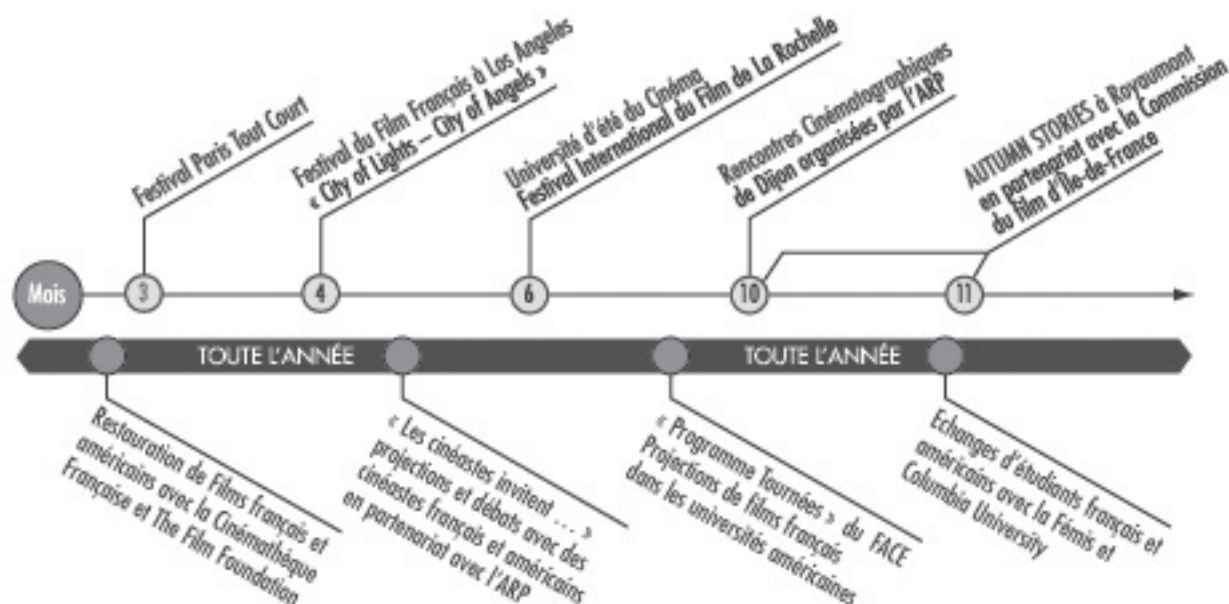 Festival Paris Tout Court
Festival du Film Français à Los Angeles
« City of Lights – City of Angels »
Université d'été du Cinéma
Festival International du Film de La Rochelle
Rencontres Cinématographiques
de Dijon organisées par l'ARP
AUTUMN STORIES à Royaumont
en partenariat avec la Commission
du film d'Île-de-France
Mois
3
4
6
10
11
TOUTE L'ANNÉE
TOUTE L'ANNÉE
Restauration de Films français et
américains avec la Cinémathèque
Française et The Film Foundation
« Les cinéastes invitent ... »
projections et débats avec des
cinéastes français et américains
en partenariat avec l'ARP
« Programme Tournées » du FACE
Projections de films français
dans les universités américaines
Echanges d'étudiants français et
américains avec la Fémis et
Columbia University